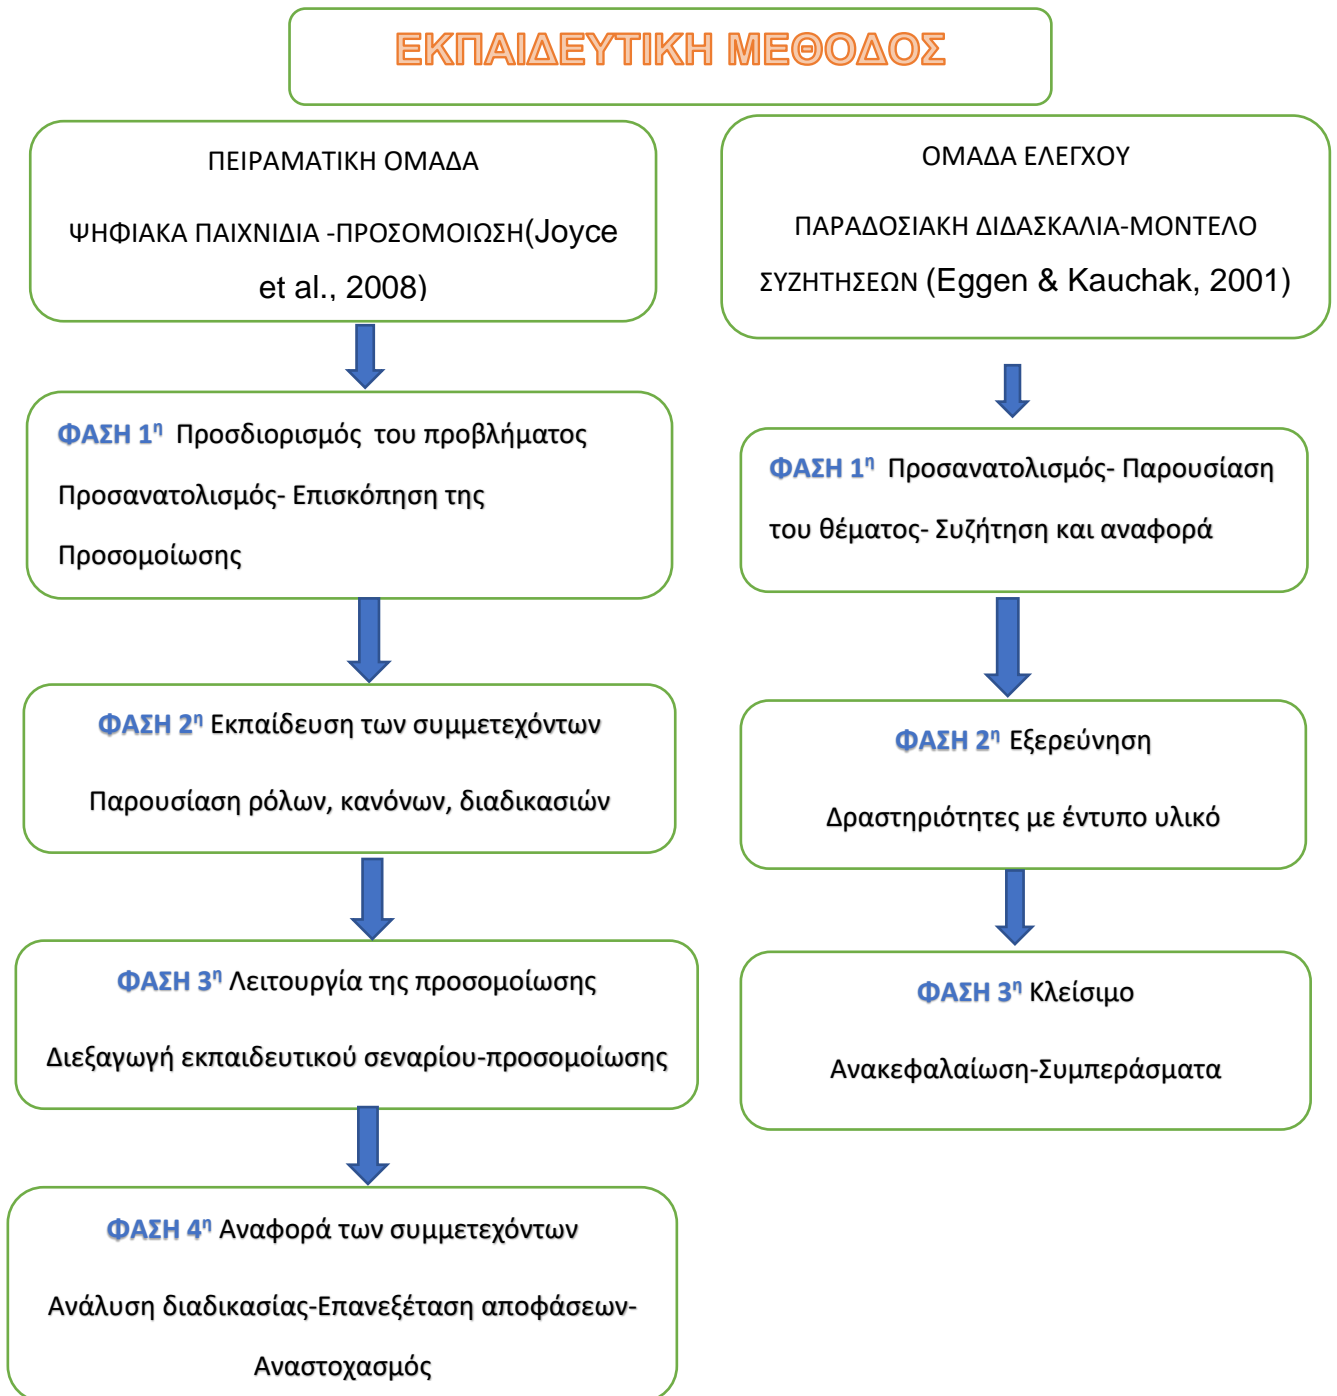 ΕΚΠΑΙΔΕΥΤΙΚΗ ΜΕΘΟΔΟΣ
ΠΕΙΡΑΜΑΤΙΚΗ ΟΜΑΔΑ
ΨΗΦΙΑΚΑ ΠΑΙΧΝΙΔΙΑ -ΠΡΟΣΟΜΟΙΩΣΗ(Joyce
et al., 2008)
ΦΑΣΗ 1η Προσδιορισμός του προβλήματος
Προσανατολισμός- Επισκόπηση της
Προσομοίωσης
ΦΑΣΗ 2η Εκπαίδευση των συμμετεχόντων
Παρουσίαση ρόλων, κανόνων, διαδικασιών
ΦΑΣΗ 3η Λειτουργία της προσομοίωσης
Διεξαγωγή εκπαιδευτικού σεναρίου-προσομοίωσης
ΦΑΣΗ 4η Αναφορά των συμμετεχόντων
Ανάλυση διαδικασίας-Επανεξέταση αποφάσεων-
Αναστοχασμός
ΟΜΑΔΑ ΕΛΕΓΧΟΥ
ΠΑΡΑΔΟΣΙΑΚΗ ΔΙΔΑΣΚΑΛΙΑ-ΜΟΝΤΕΛΟ
ΣΥΖΗΤΗΣΕΩΝ (Eggen & Kauchak, 2001)
ΦΑΣΗ 1η Προσανατολισμός- Παρουσίαση
του θέματος- Συζήτηση και αναφορά
ΦΑΣΗ 2η Εξερεύνηση
Δραστηριότητες με έντυπο υλικό
ΦΑΣΗ 3η Κλείσιμο
Ανακεφαλαίωση-Συμπεράσματα